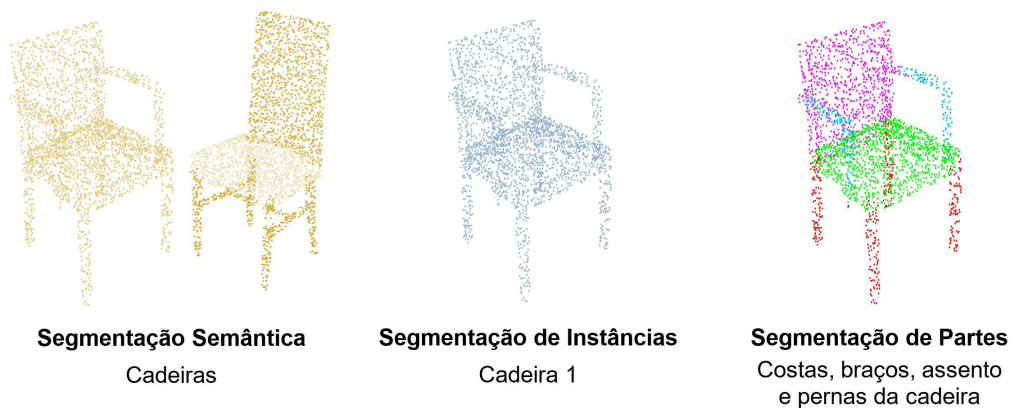 Segmentação Semântica
Cadeiras
Segmentação de Instâncias
Cadeira 1
Segmentação de Partes
Costas, braços, assento
e pernas da cadeira